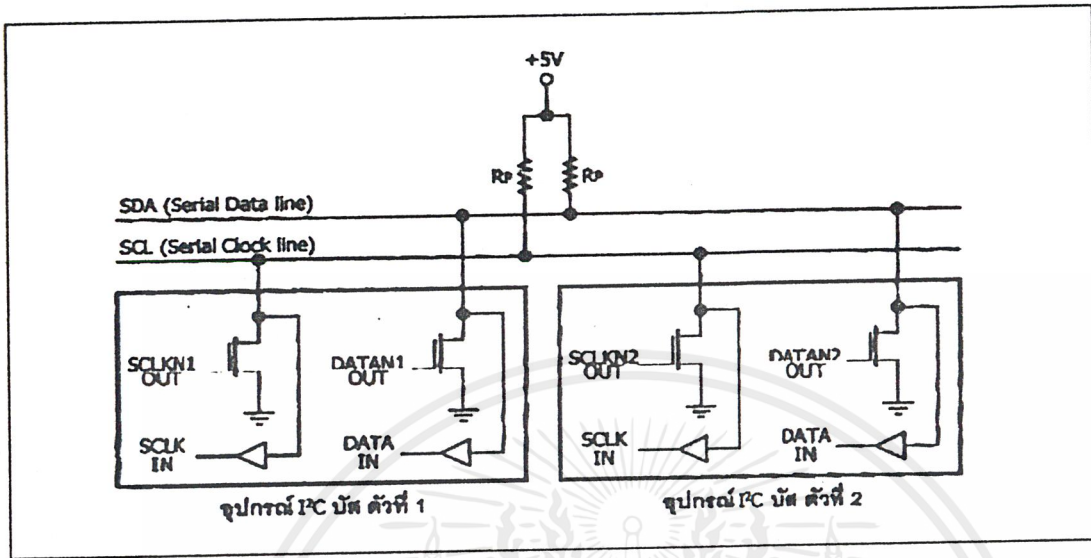 +5V
RP RP
SDA (Serial Data line)
SCL (Serial Clock line)
SCLKN1
OUT
DATAN1
OUT
SCLKN2
OUT
DATAN2
OUT
SCLK
IN
DATA
IN
SCLK
IN
DATA
IN
อุปกรณ์ I²C บัส ตัวที่ 1
อุปกรณ์ I²C บัส ตัวที่ 2